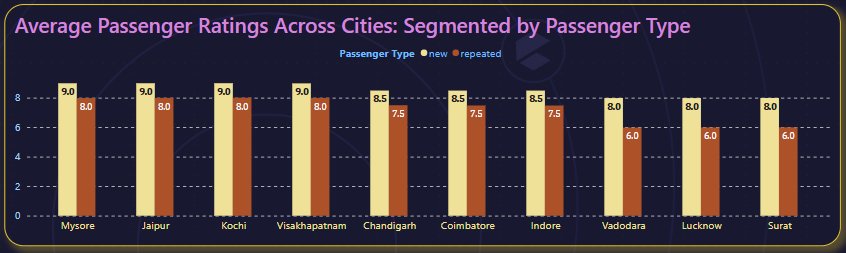 Average Passenger Ratings Across Cities: Segmented by Passenger Type
Passenger Type new repeated
9.0 8.0 9.0 8.0 9.0 8.0 9.0 8.0 8.5 7.5 8.5 7.5 8.5 7.5 8.0 6.0 8.0 6.0 8.0 6.0
8
6
4
2
0
Mysore Jaipur Kochi Visakhapatnam Chandigarh Coimbatore Indore Vadodara Lucknow Surat